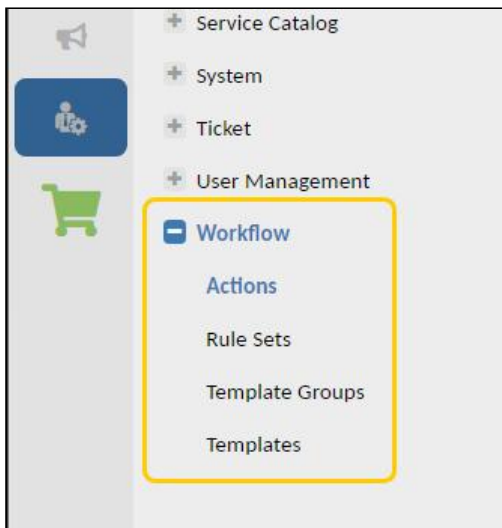 Service Catalog
System
Ticket
User Management
Workflow
Actions
Rule Sets
Template Groups
Templates